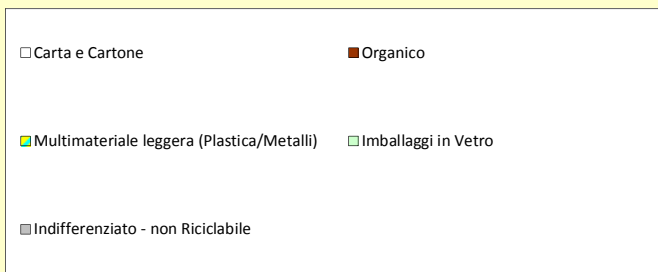 Carta e Cartone
Organico
Multimateriale leggera (Plastica/Metalli)
Imballaggi in Vetro
Indifferenziato - non Riciclabile